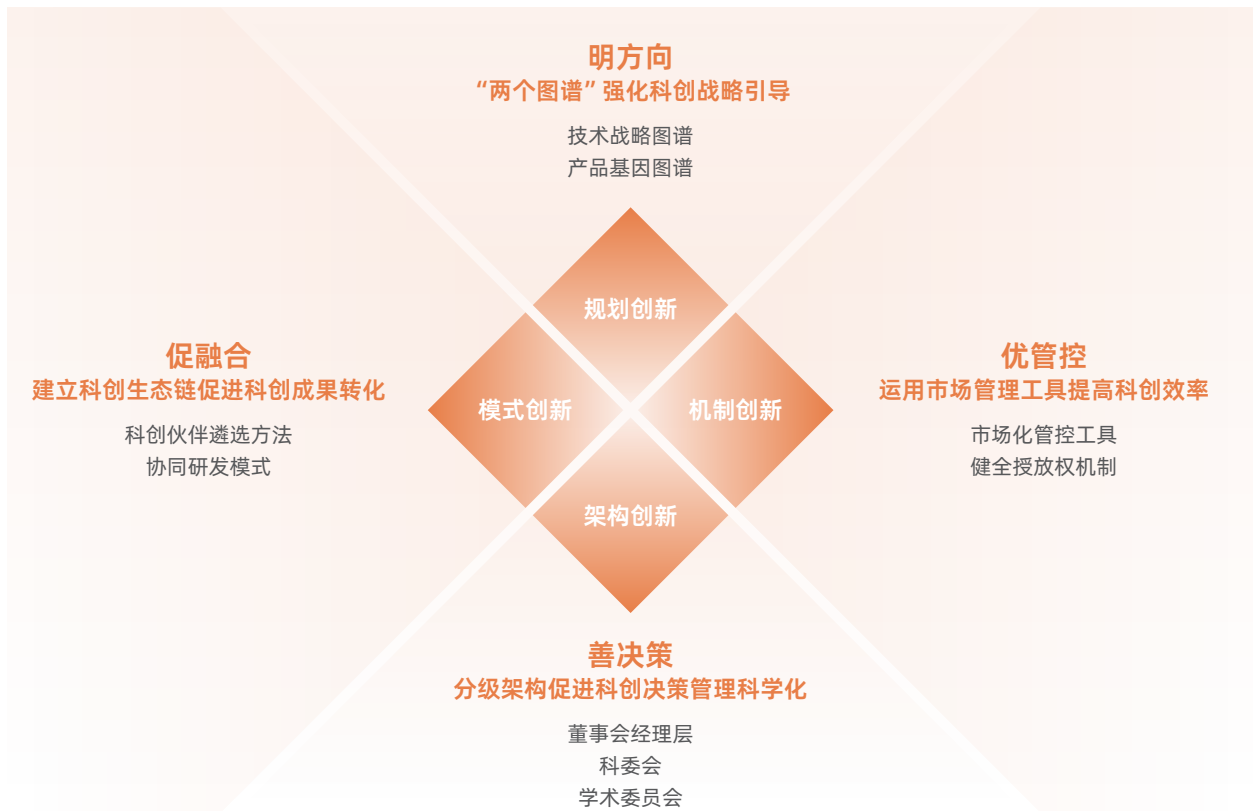 明方向
“两个图谱”强化科创战略引导
技术战略图谱
产品基因图谱
规划创新
促融合
建立科创生态链促进科创成果转化
科创伙伴遴选方法
协同研发模式
模式创新
机制创新
优管控
运用市场管理工具提高科创效率
市场化管控工具
健全授放权机制
架构创新
善决策
分级架构促进科创决策管理科学化
董事会经理层
科委会
学术委员会